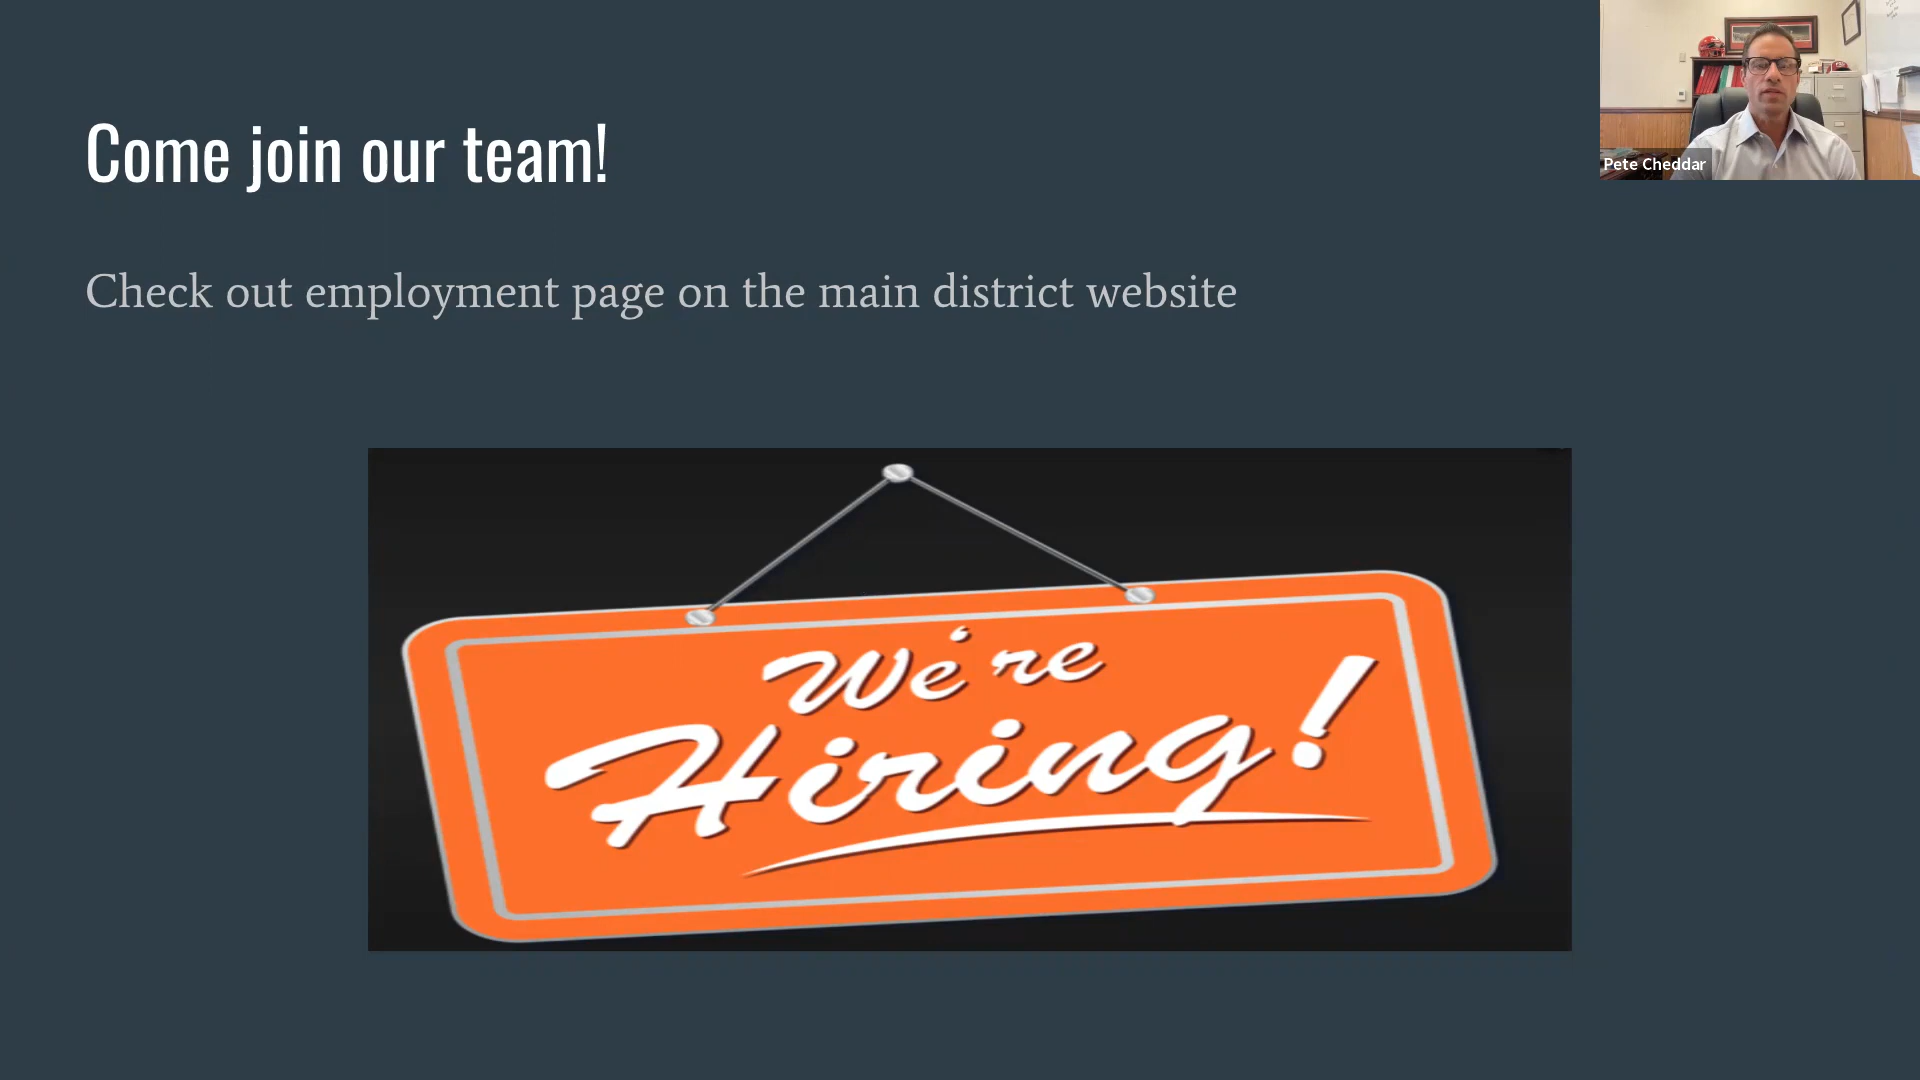 Come join our team!
Pete Cheddar
Check out employment page on the main district website
We're
Hiring!